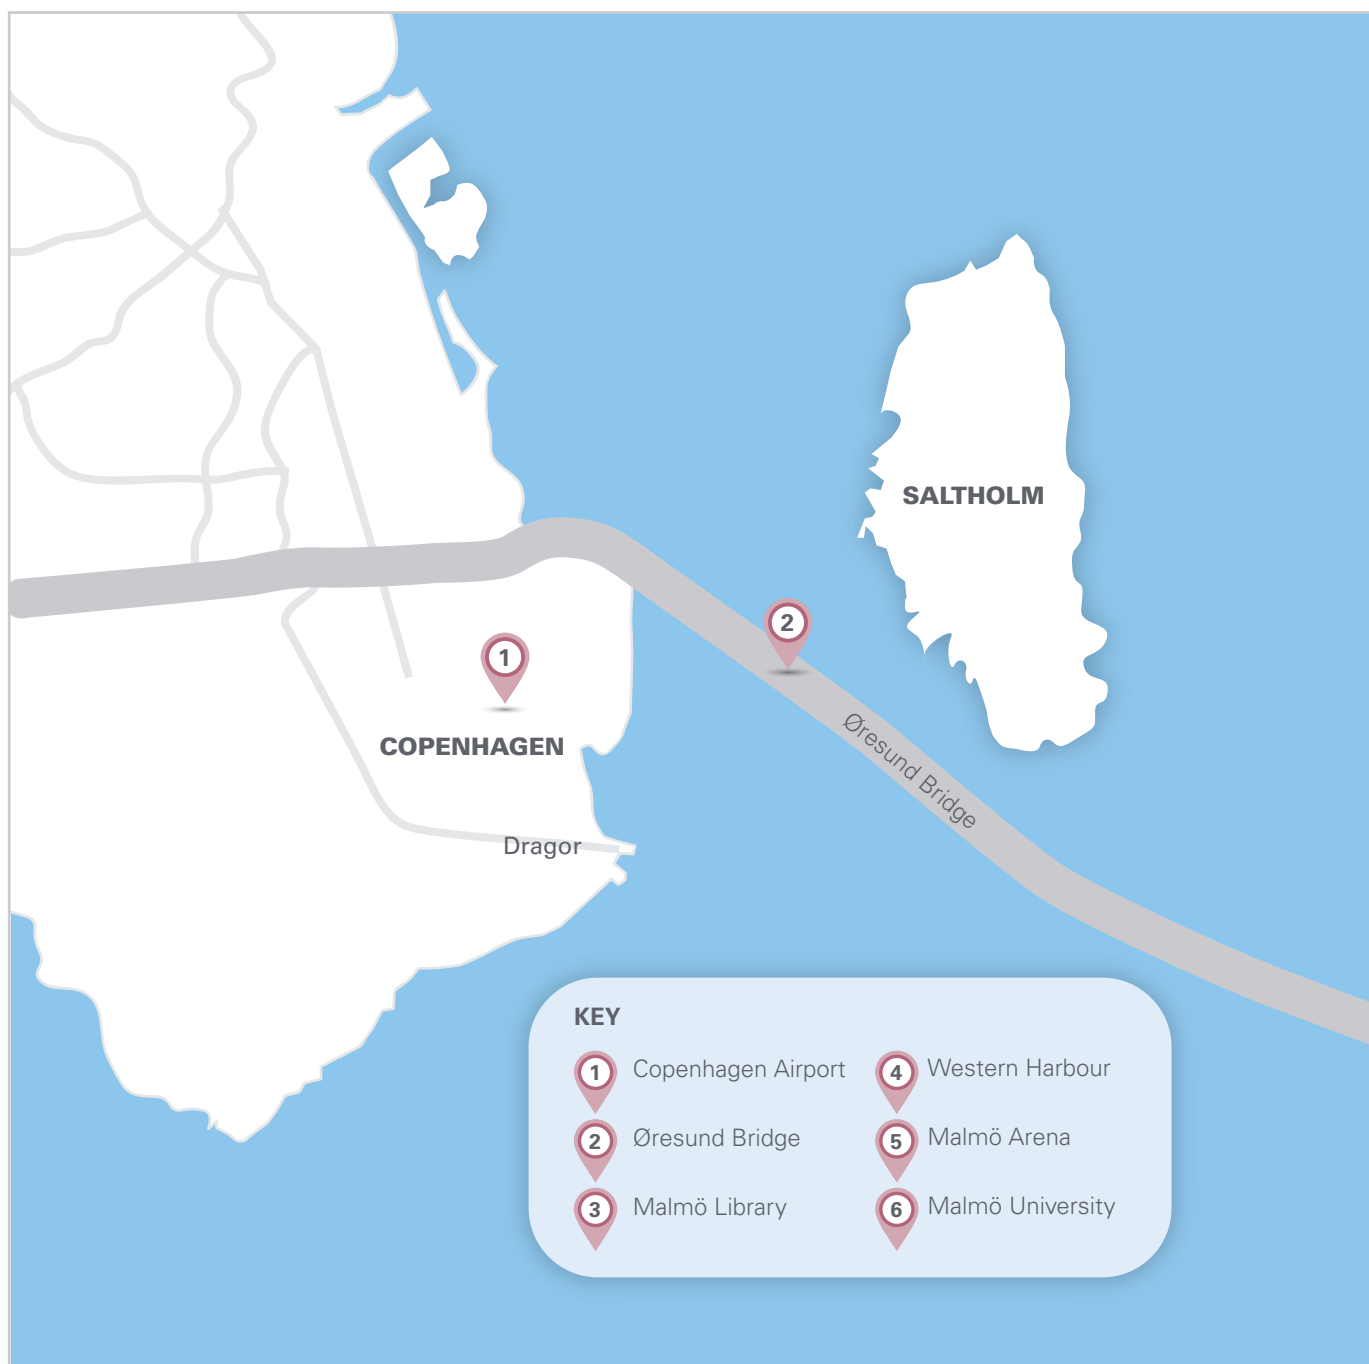 SALTHOLM
2
1
COPENHAGEN
Øresund Bridge
Dragor
KEY
1 Copenhagen Airport
2 Øresund Bridge
3 Malmö Library
4 Western Harbour
5 Malmö Arena
6 Malmö University